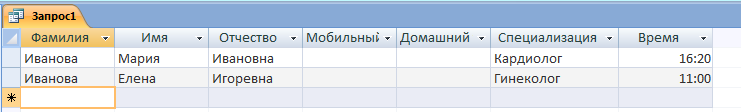 Запрос1
Фамилия Имя Отчество Мобильный Домашний Специализация Время
Иванова Мария Ивановна Кардиолог 16:20
Иванова Елена Игоревна Гинеколог 11:00